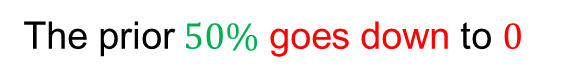 The prior 50% goes down to 0